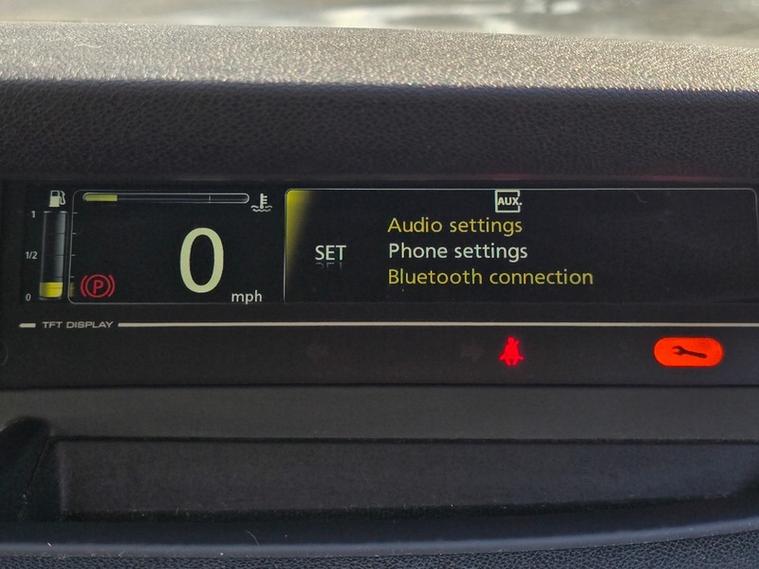 1
1/2
0
P
0
mph
AUX
SET
Audio settings
Phone settings
Bluetooth connection
TFT DISPLAY